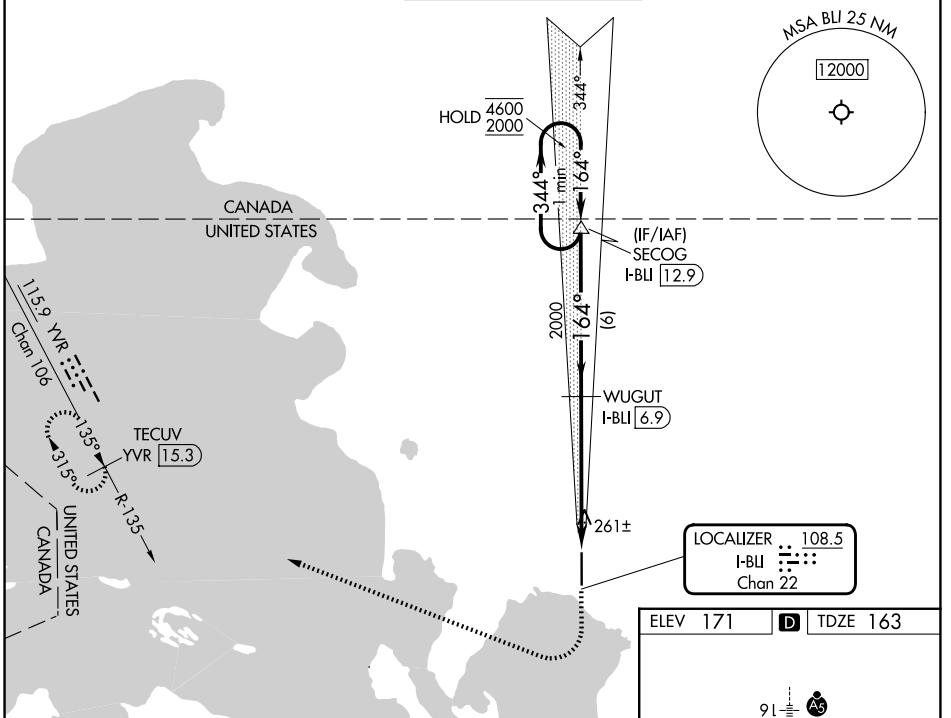 MSA BLI 25 NM
12000
HOLD 4600
2000
344°
344°
1 min
164°
CANADA
UNITED STATES
(IF/IAF)
SECOG
I-BLI 12.9
2000
164°
(6)
WUGUT
I-BLI 6.9
115.9 YVR
Chan 106
135°
315°
TECUV
YVR 15.3
R-135
UNITED STATES
CANADA
261±
LOCALIZER 108.5
I-BLI
Chan 22
ELEV 171 D TDZE 163
16
A5